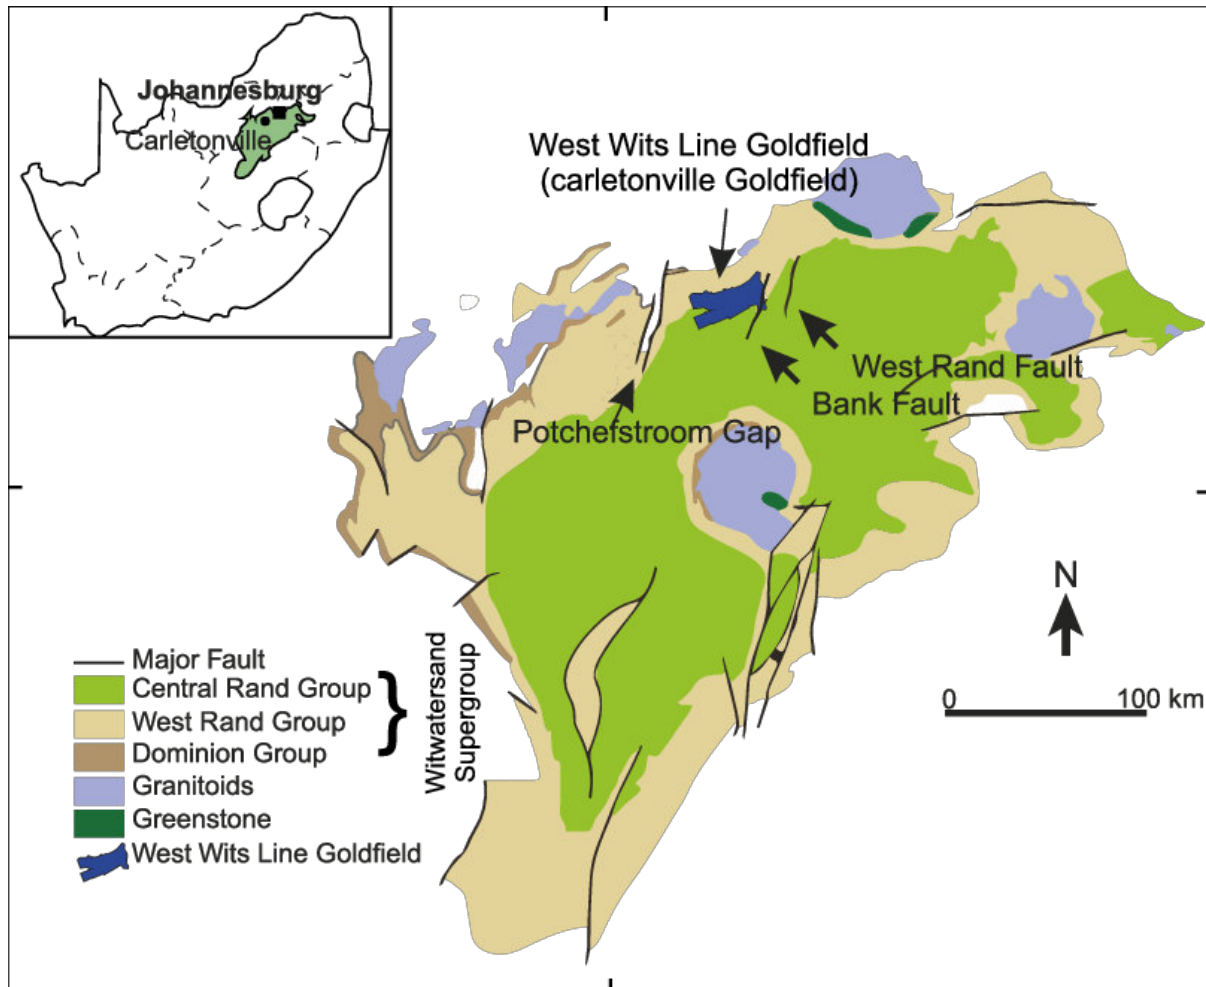 Johannesburg
Carletonville
West Wits Line Goldfield
(carletonville Goldfield)
West Rand Fault
Bank Fault
Potchefstroom Gap
N
0 100 km
Major Fault
Central Rand Group
West Rand Group
Dominion Group
Witwatersand
Supergroup
Granitoids
Greenstone
West Wits Line Goldfield